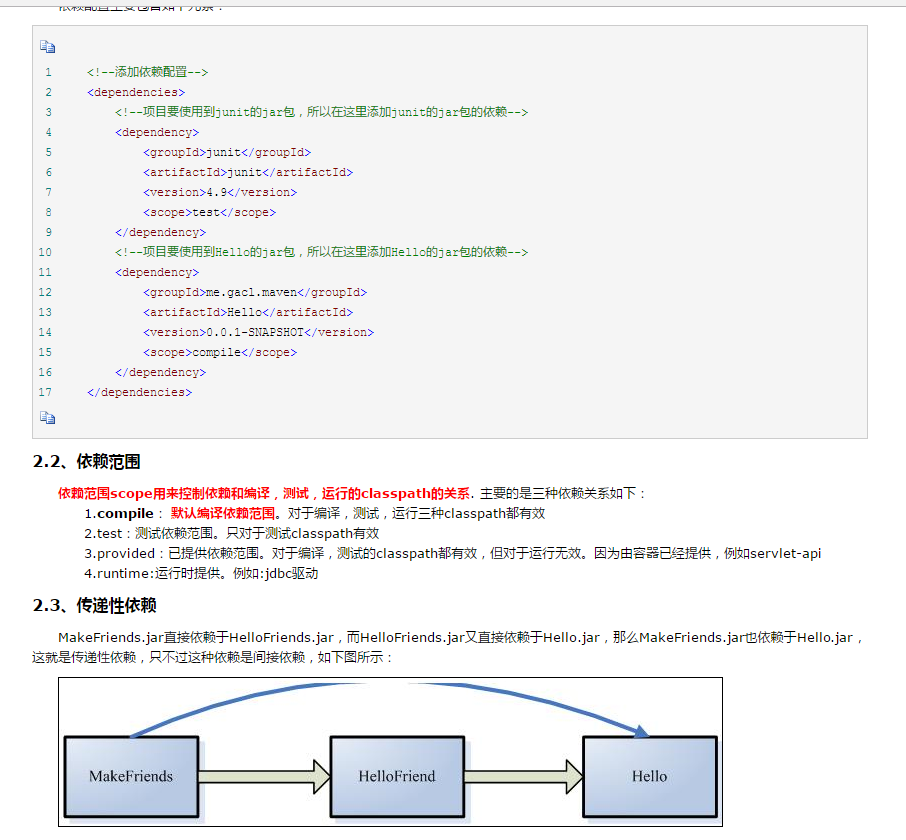 依赖配置主要包含如下元素：
1 <!--添加依赖配置-->
2 <dependencies>
3 <!--项目要使用到junit的jar包，所以在这里添加junit的jar包的依赖-->
4 <dependency>
5 <groupId>junit</groupId>
6 <artifactId>junit</artifactId>
7 <version>4.9</version>
8 <scope>test</scope>
9 </dependency>
10 <!--项目要使用到Hello的jar包，所以在这里添加Hello的jar包的依赖-->
11 <dependency>
12 <groupId>me.gacl.maven</groupId>
13 <artifactId>Hello</artifactId>
14 <version>0.0.1-SNAPSHOT</version>
15 <scope>compile</scope>
16 </dependency>
17 </dependencies>
2.2、依赖范围
依赖范围scope用来控制依赖和编译，测试，运行的classpath的关系. 主要的是三种依赖关系如下：
1.compile： 默认编译依赖范围。对于编译，测试，运行三种classpath都有效
2.test：测试依赖范围。只对于测试classpath有效
3.provided：已提供依赖范围。对于编译，测试的classpath都有效，但对于运行无效。因为由容器已经提供，例如servlet-api
4.runtime:运行时提供。例如:jdbc驱动
2.3、传递性依赖
MakeFriends.jar直接依赖于HelloFriends.jar，而HelloFriends.jar又直接依赖于Hello.jar，那么MakeFriends.jar也依赖于Hello.jar，
这就是传递性依赖，只不过这种依赖是间接依赖，如下图所示：
MakeFriends HelloFriend Hello